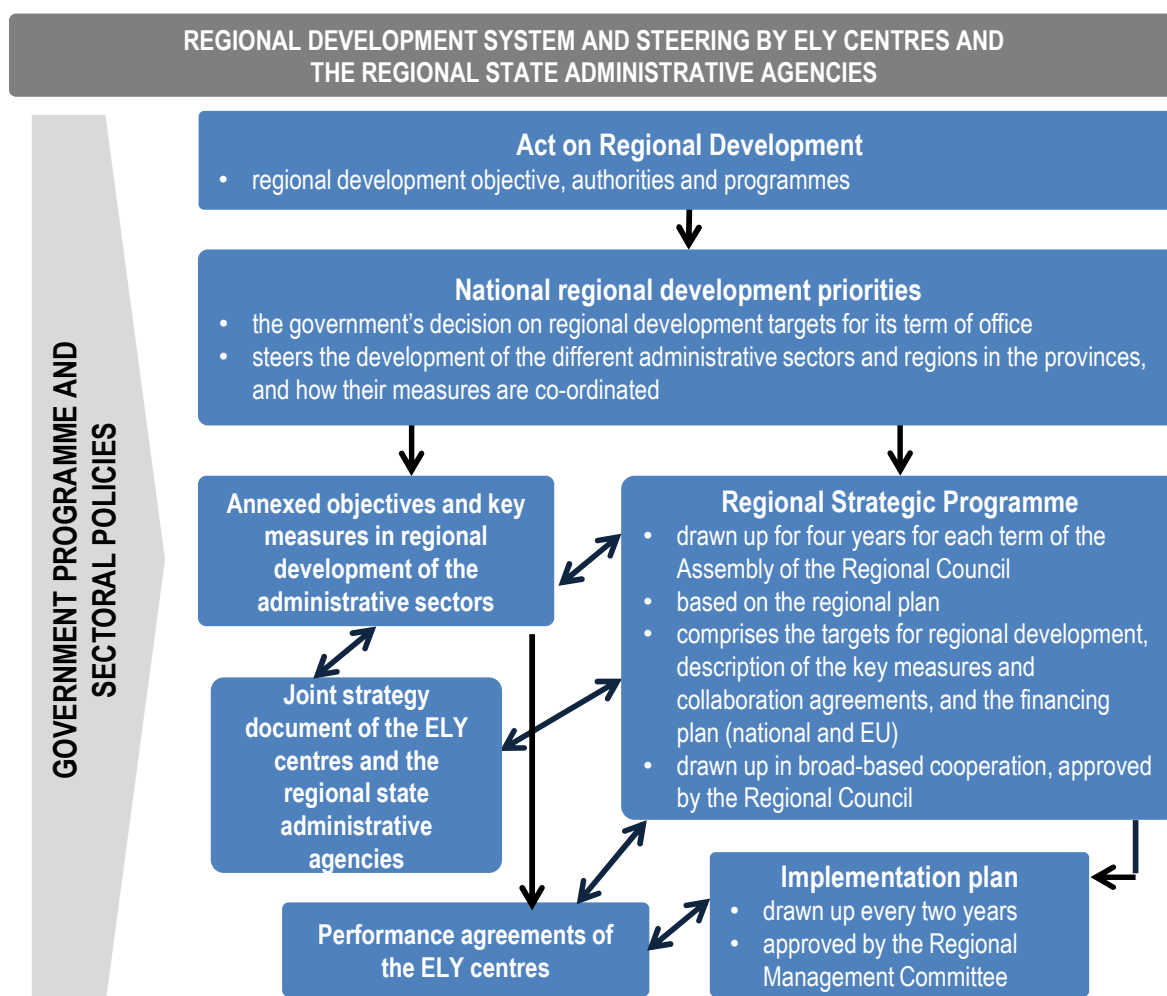 REGIONAL DEVELOPMENT SYSTEM AND STEERING BY ELY CENTRES AND
THE REGIONAL STATE ADMINISTRATIVE AGENCIES
GOVERNMENT PROGRAMME AND
SECTORAL POLICIES
Act on Regional Development
• regional development objective, authorities and programmes
National regional development priorities
• the government’s decision on regional development targets for its term of office
• steers the development of the different administrative sectors and regions in the provinces,
and how their measures are co-ordinated
Annexed objectives and key
measures in regional
development of the
administrative sectors
Regional Strategic Programme
• drawn up for four years for each term of the
Assembly of the Regional Council
• based on the regional plan
• comprises the targets for regional development,
description of the key measures and
collaboration agreements, and the financing
plan (national and EU)
• drawn up in broad-based cooperation, approved
by the Regional Council
Joint strategy
document of the ELY
centres and the
regional state
administrative
agencies
Implementation plan
• drawn up every two years
• approved by the Regional
Management Committee
Performance agreements of
the ELY centres